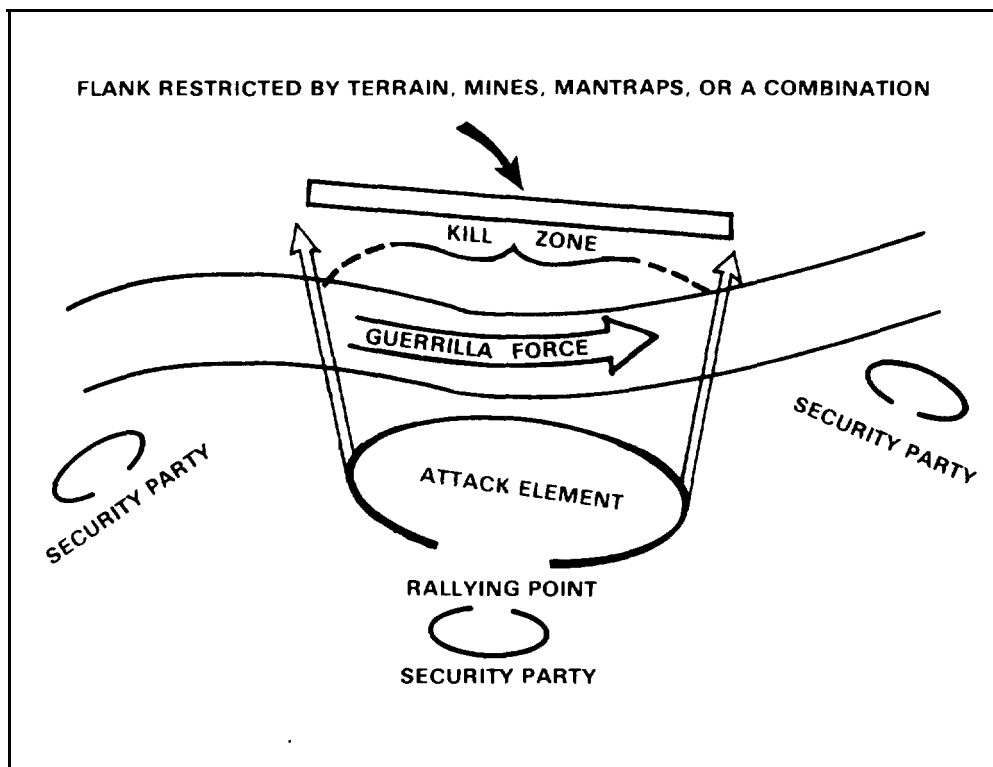 FLANK RESTRICTED BY TERRAIN, MINES, MANTRAPS, OR A COMBINATION
KILL ZONE
GUERRILLA FORCE
SECURITY PARTY
ATTACK ELEMENT
SECURITY PARTY
RALLYING POINT
SECURITY PARTY